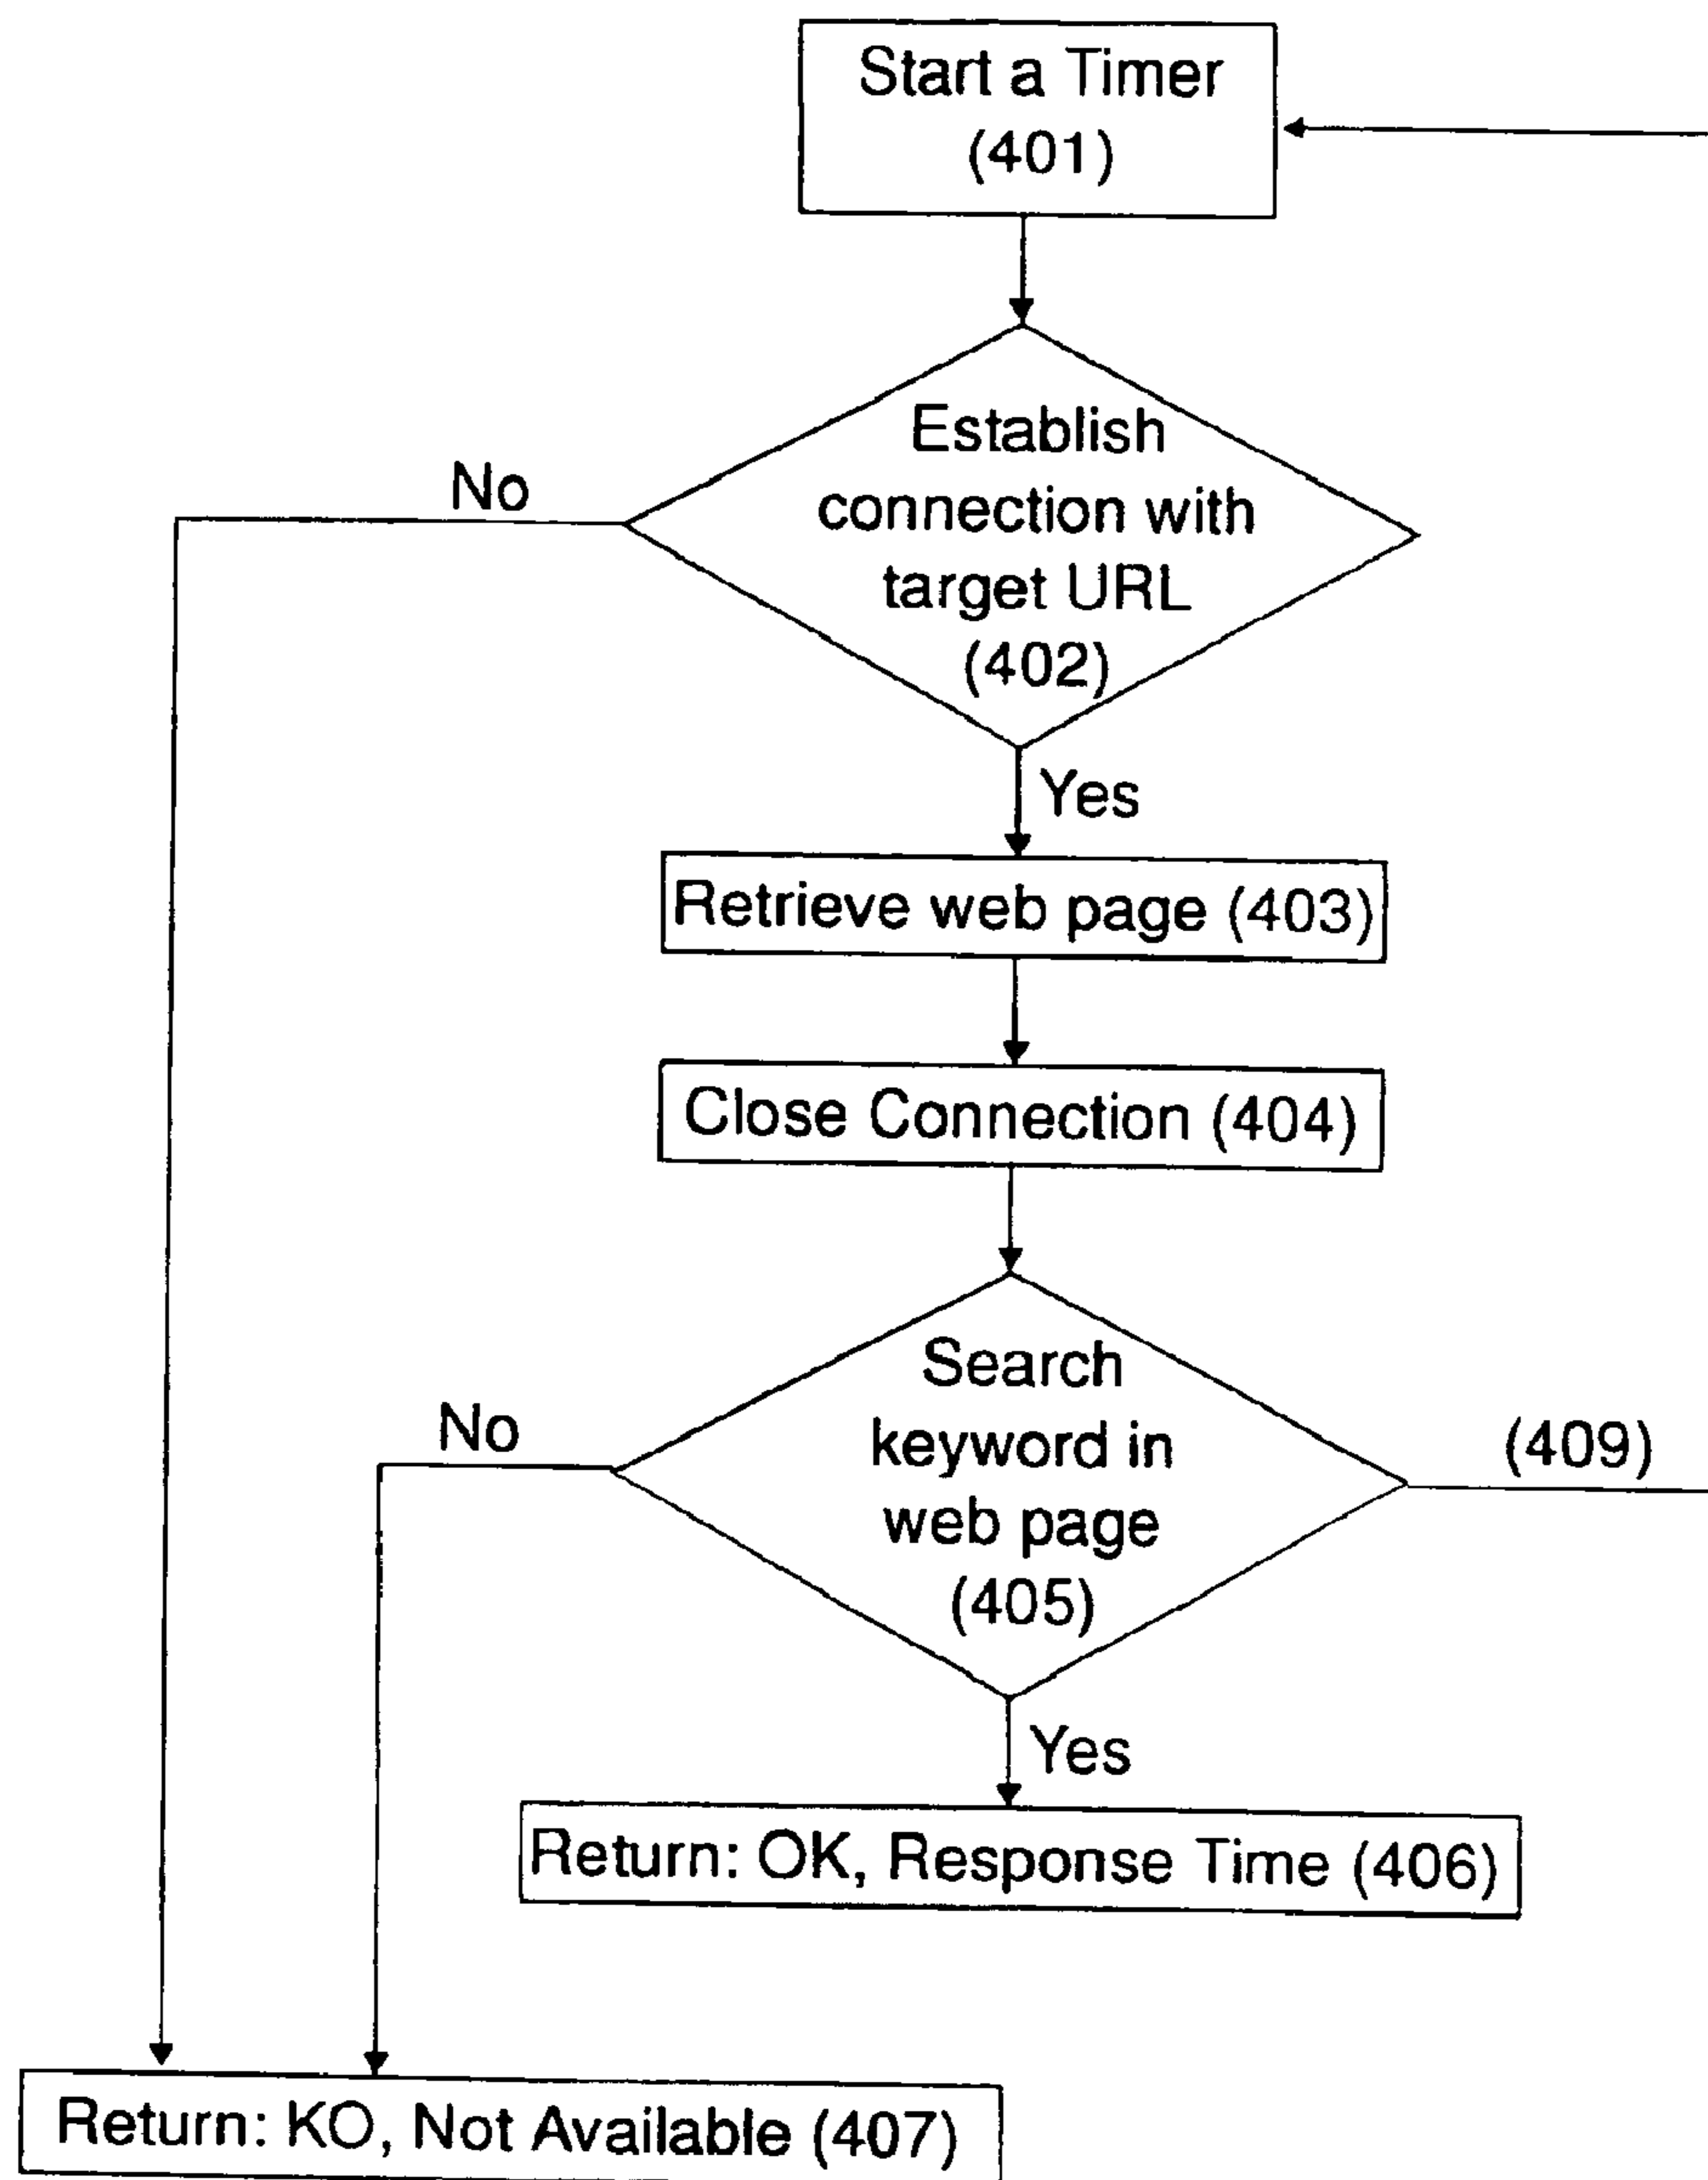 Start a Timer
(401)
Establish
connection with
target URL
(402)
No
Yes
Retrieve web page (403)
Close Connection (404)
Search
keyword in
web page
(405)
No
(409)
Yes
Return: OK, Response Time (406)
Return: KO, Not Available (407)